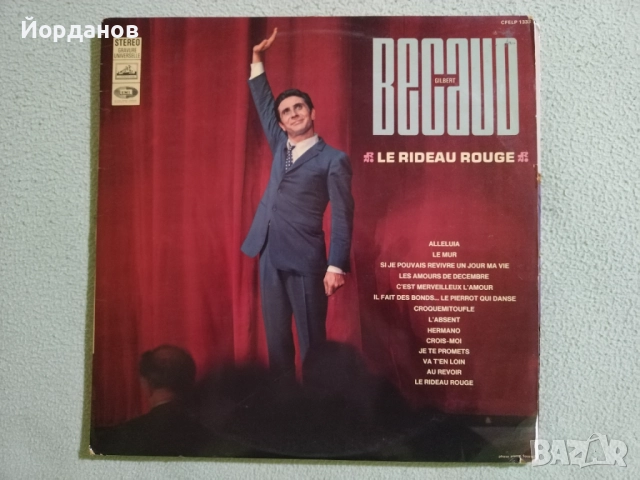 Йорданов
STEREO
GRAVURE
UNIVERSELLE
BECAUD
GILBERT
LE RIDEAU ROUGE
ALLELUIA
LE MUR
SI JE POUVAIS REVIVRE UN JOUR MA VIE
LES AMOURS DE DECEMBRE
C'EST MERVEILLEUX L'AMOUR
IL FAIT DES BONDS... LE PIERROT QUI DANSE
CROQUEMITOUFLE
L'ABSENT
HERMANO
CROIS-MOI
JE TE PROMETS
VA T'EN LOIN
AU REVOIR
LE RIDEAU ROUGE
BAZAR